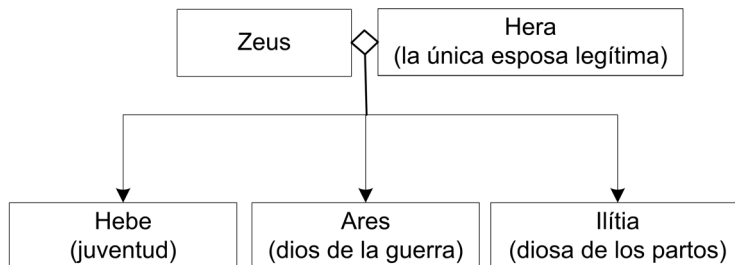 Zeus
Hera
(la única esposa legítima)
Hebe
(juventud)
Ares
(dios de la guerra)
Ilítia
(diosa de los partos)